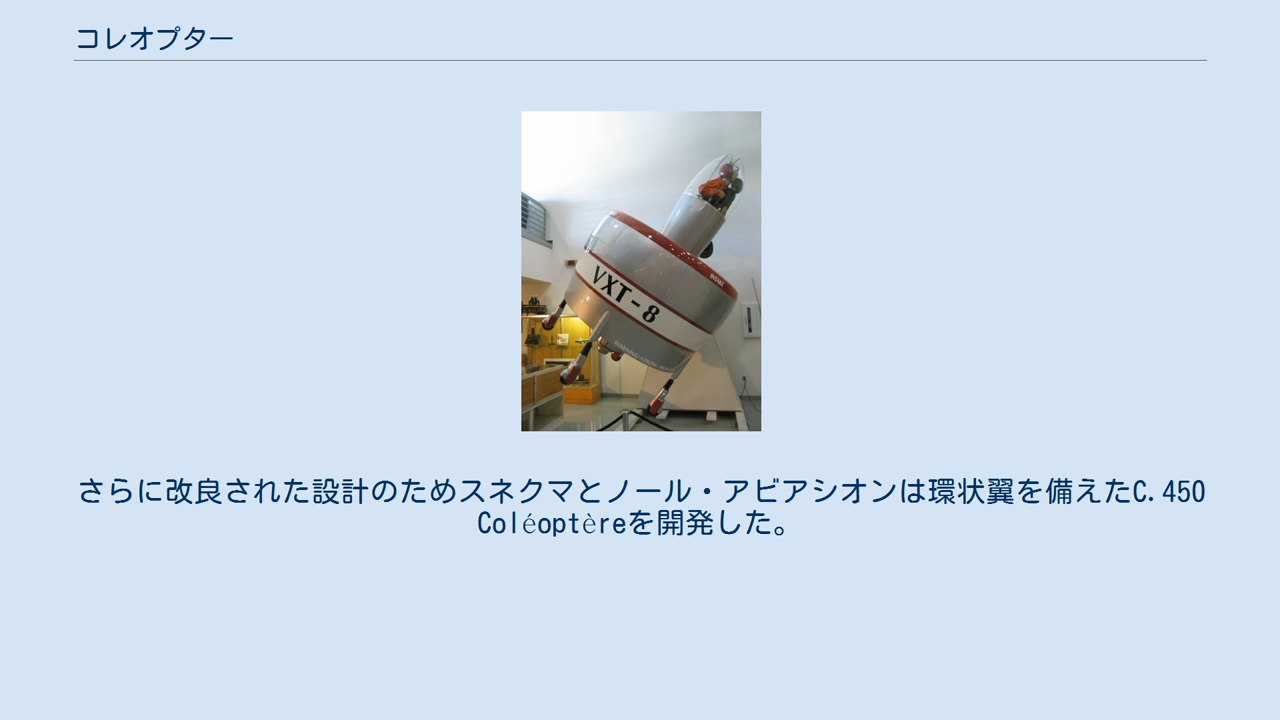 コレオプター
INTAKE
VXT-8
さらに改良された設計のためスネクマとノール・アビアシオンは環状翼を備えたC.450
Coléoptèreを開発した。